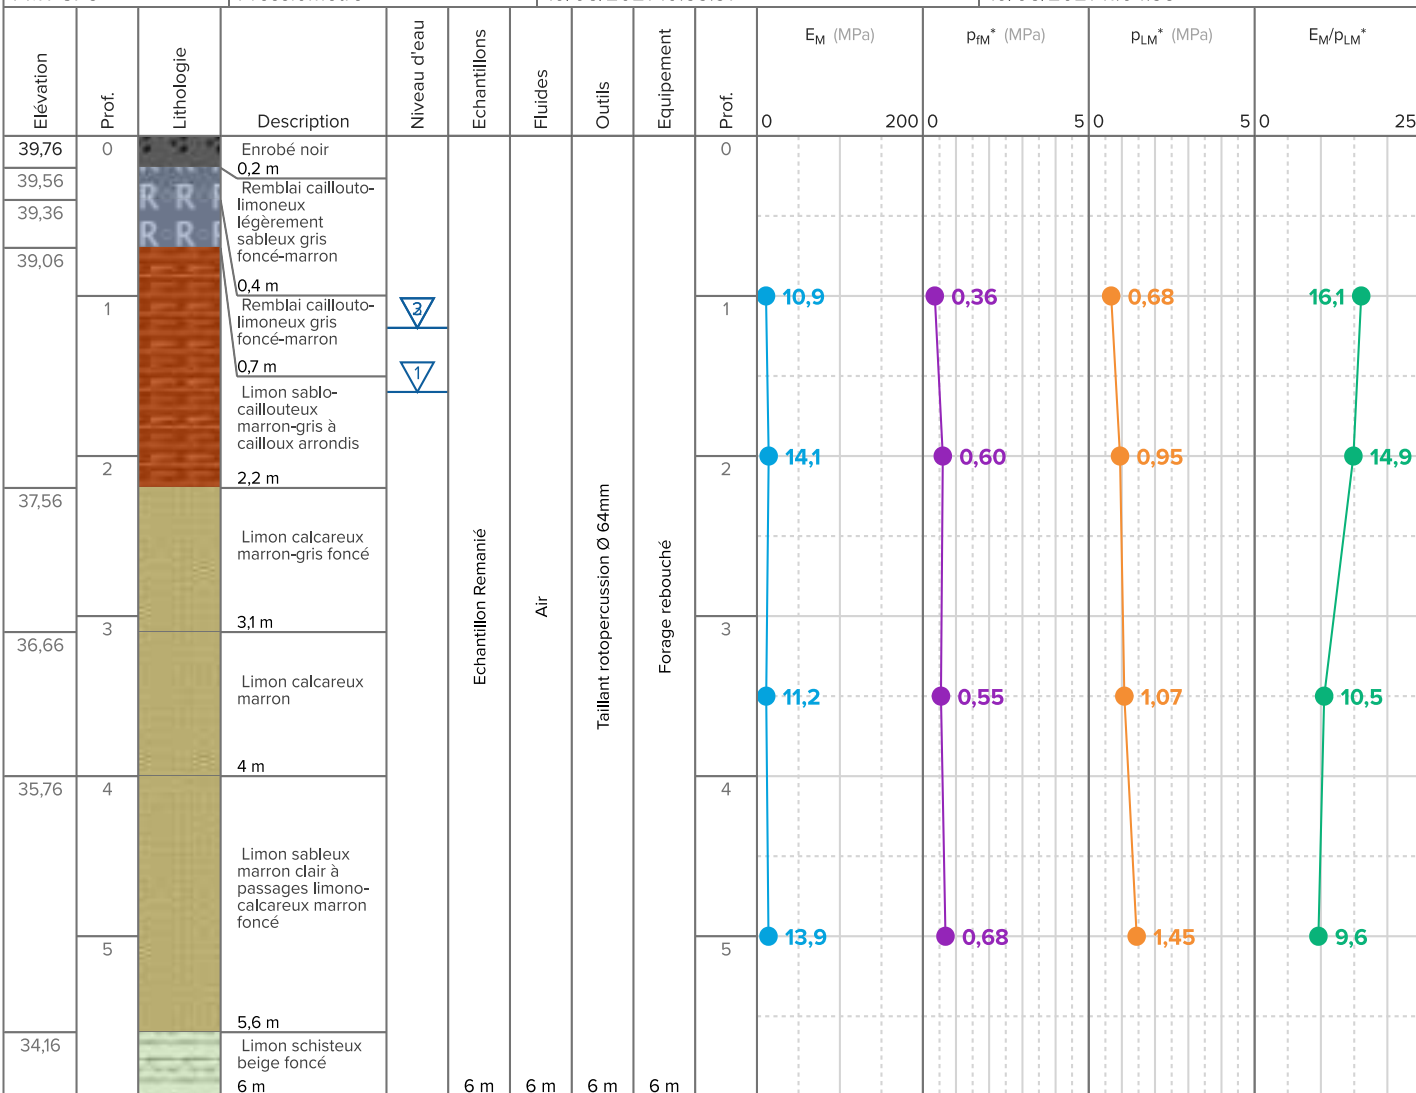 Elévation
Prof.
Lithologie
Description
Niveau d'eau
Echantillons
Fluides
Outils
Equipement
Prof.
E_M (MPa)
0 200
p_fM* (MPa)
0 5
p_LM* (MPa)
0 5
E_M/p_LM*
0 25
39,76
39,56
39,36
39,06
37,56
36,66
35,76
34,16
0
1
2
3
4
5
R R R
R R R
Enrobé noir
0,2 m
Remblai caillouto-
limoneux
légèrement
sableux gris
foncé-marron
0,4 m
Remblai caillouto-
limoneux gris
foncé-marron
0,7 m
Limon sablo-
caillouteux
marron-gris à
cailloux arrondis
2,2 m
Limon calcareux
marron-gris foncé
3,1 m
Limon calcareux
marron
4 m
Limon sableux
marron clair à
passages limono-
calcareux marron
foncé
5,6 m
Limon schisteux
beige foncé
6 m
1
Echantillon Remanié
6 m
Air
6 m
Taillant rotopercussion Ø 64mm
6 m
Forage rebouché
6 m
0
1
2
3
4
5
10,9
14,1
11,2
13,9
0,36
0,60
0,55
0,68
0,68
0,95
1,07
1,45
16,1
14,9
10,5
9,6